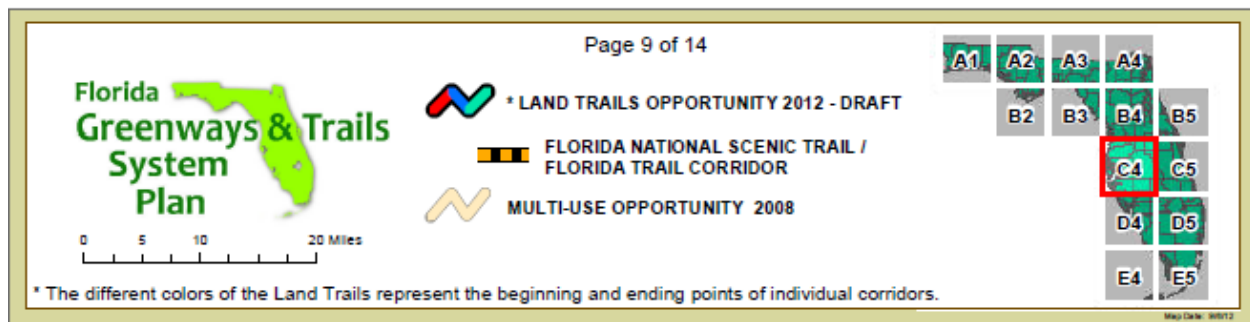 Page 9 of 14
Florida
Greenways & Trails
System
Plan
0 5 10 20 Miles
* LAND TRAILS OPPORTUNITY 2012 - DRAFT
FLORIDA NATIONAL SCENIC TRAIL /
FLORIDA TRAIL CORRIDOR
MULTI-USE OPPORTUNITY 2008
A1 A2 A3 A4
B2 B3 B4 B5
C4 C5
D4 D5
E4 E5
* The different colors of the Land Trails represent the beginning and ending points of individual corridors.
Map Date: